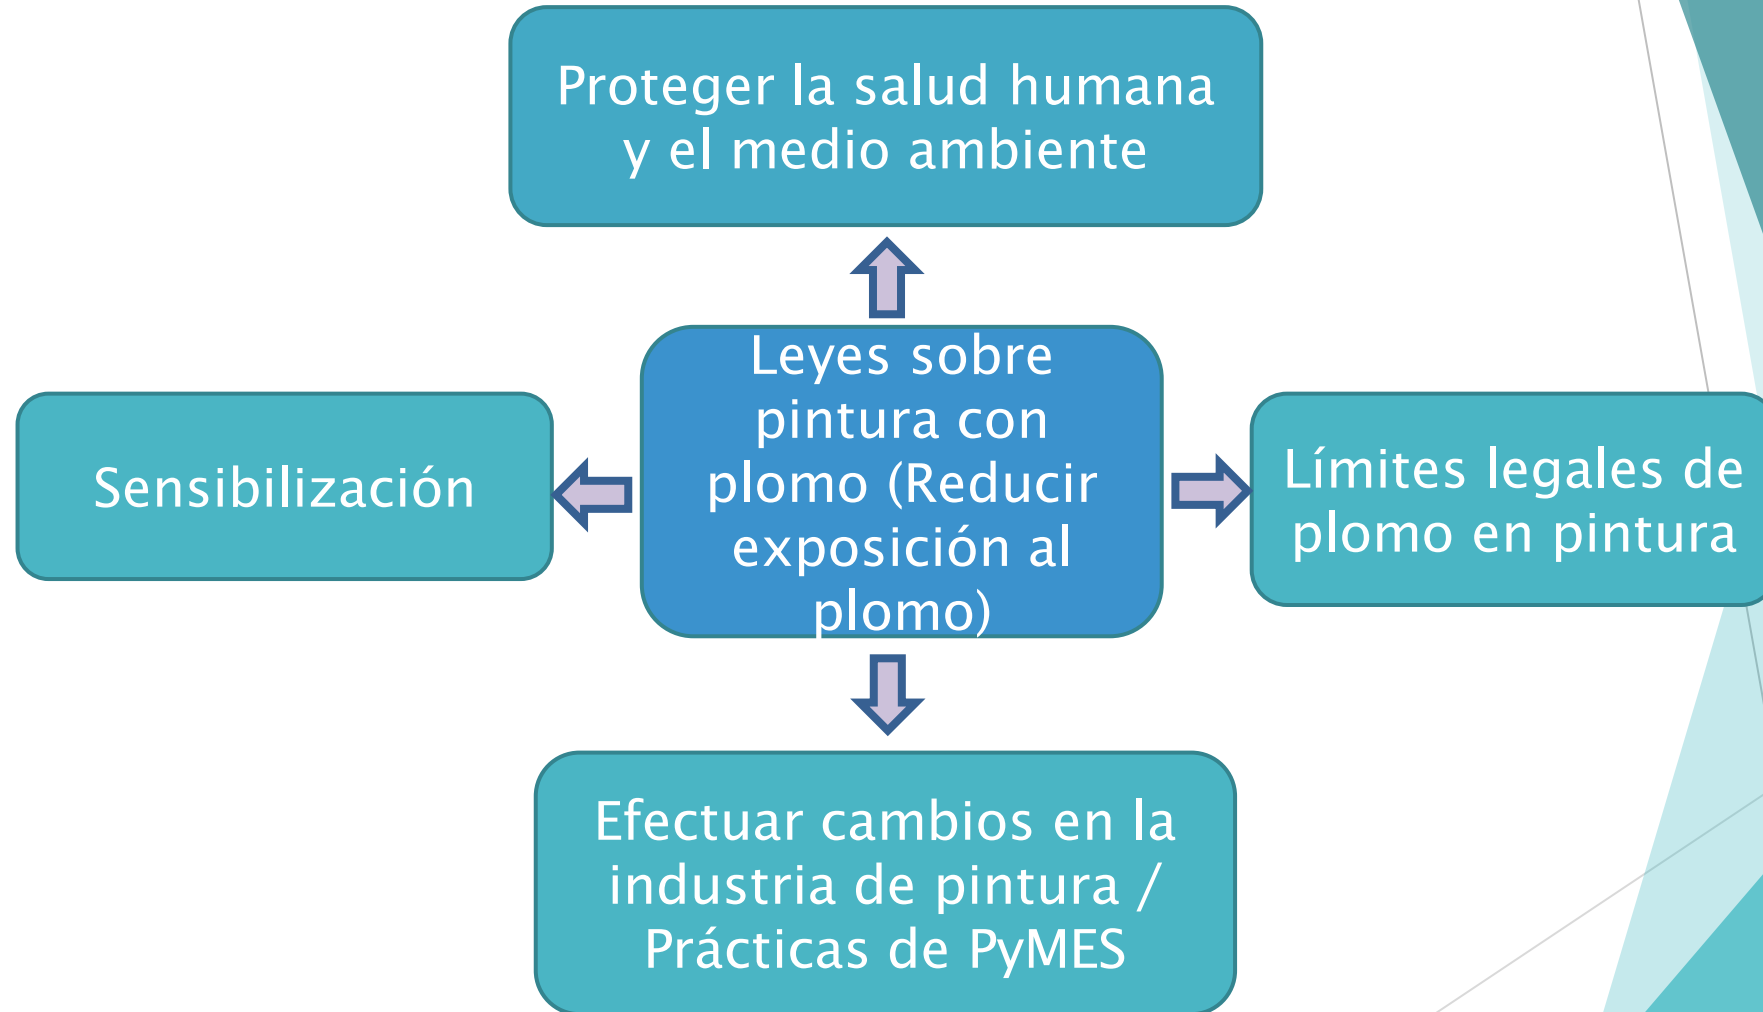 Proteger la salud humana
y el medio ambiente
Leyes sobre
pintura con
plomo (Reducir
exposición al
plomo)
Sensibilización
Límites legales de
plomo en pintura
Efectuar cambios en la
industria de pintura /
Prácticas de PyMES